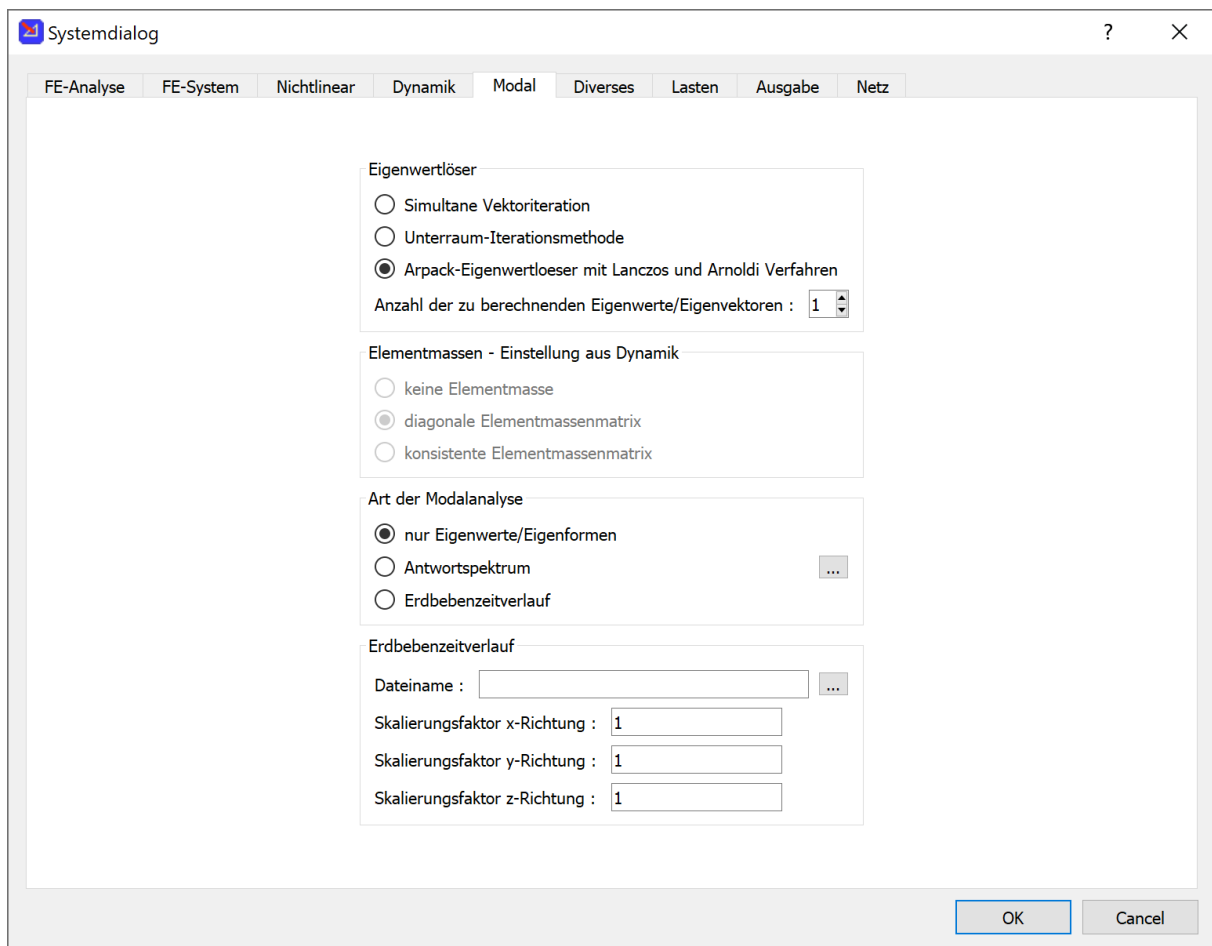 Systemdialog
?
FE-Analyse FE-System Nichtlinear Dynamik Modal Diverses Lasten Ausgabe Netz
Eigenwertlöser
Simultane Vektoriteration
Unterraum-Iterationsmethode
Arpack-Eigenwertloeser mit Lanczos und Arnoldi Verfahren
Anzahl der zu berechnenden Eigenwerte/Eigenvektoren : 1
Elementmassen - Einstellung aus Dynamik
keine Elementmasse
diagonale Elementmassenmatrix
konsistente Elementmassenmatrix
Art der Modalanalyse
nur Eigenwerte/Eigenformen
Antwortspektrum ...
Erdbebenzeitverlauf
Erdbebenzeitverlauf
Dateiname : ...
Skalierungsfaktor x-Richtung : 1
Skalierungsfaktor y-Richtung : 1
Skalierungsfaktor z-Richtung : 1
OK Cancel